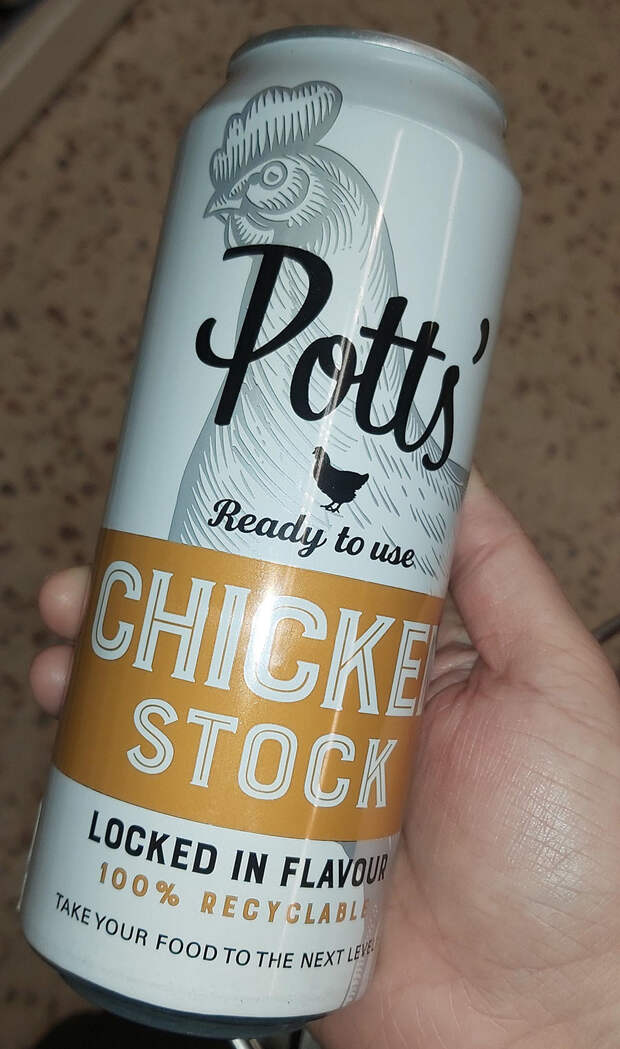 Potts'
Ready to use
CHICKEN
STOCK
LOCKED IN FLAVOUR
100% RECYCLABLE
TAKE YOUR FOOD TO THE NEXT LEVEL